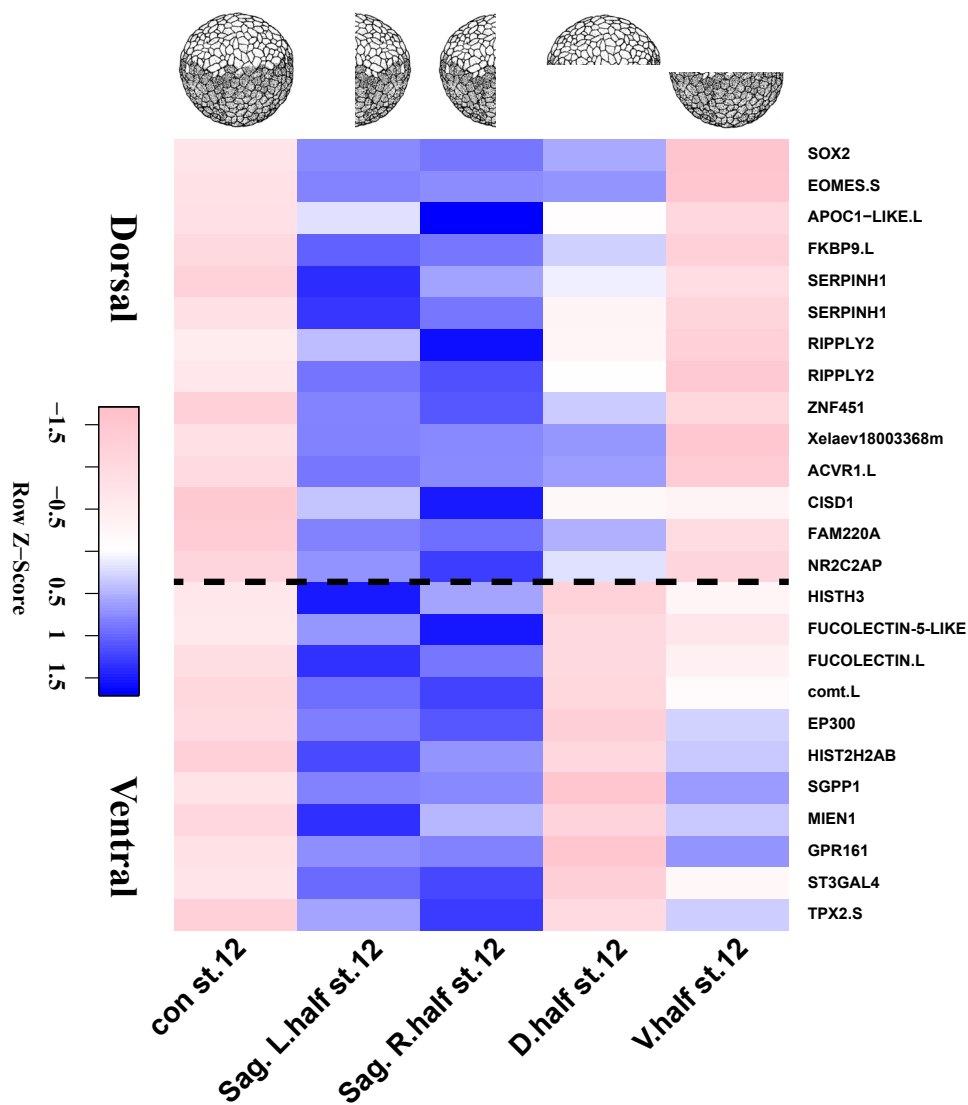 SOX2
EOMES.S
APOC1−LIKE.L
FKBP9.L
SERPINH1
SERPINH1
RIPPLY2
RIPPLY2
ZNF451
Xelaev18003368m
ACVR1.L
CISD1
FAM220A
NR2C2AP
HISTH3
FUCOLECTIN-5-LIKE
FUCOLECTIN.L
comt.L
EP300
HIST2H2AB
SGPP1
MIEN1
GPR161
ST3GAL4
TPX2.S
Dorsal
Ventral
−1.5
−0.5
0.5
1
1.5
Row Z−Score
con st.12
Sag. L.half st.12
Sag. R.half st.12
D.half st.12
V.half st.12